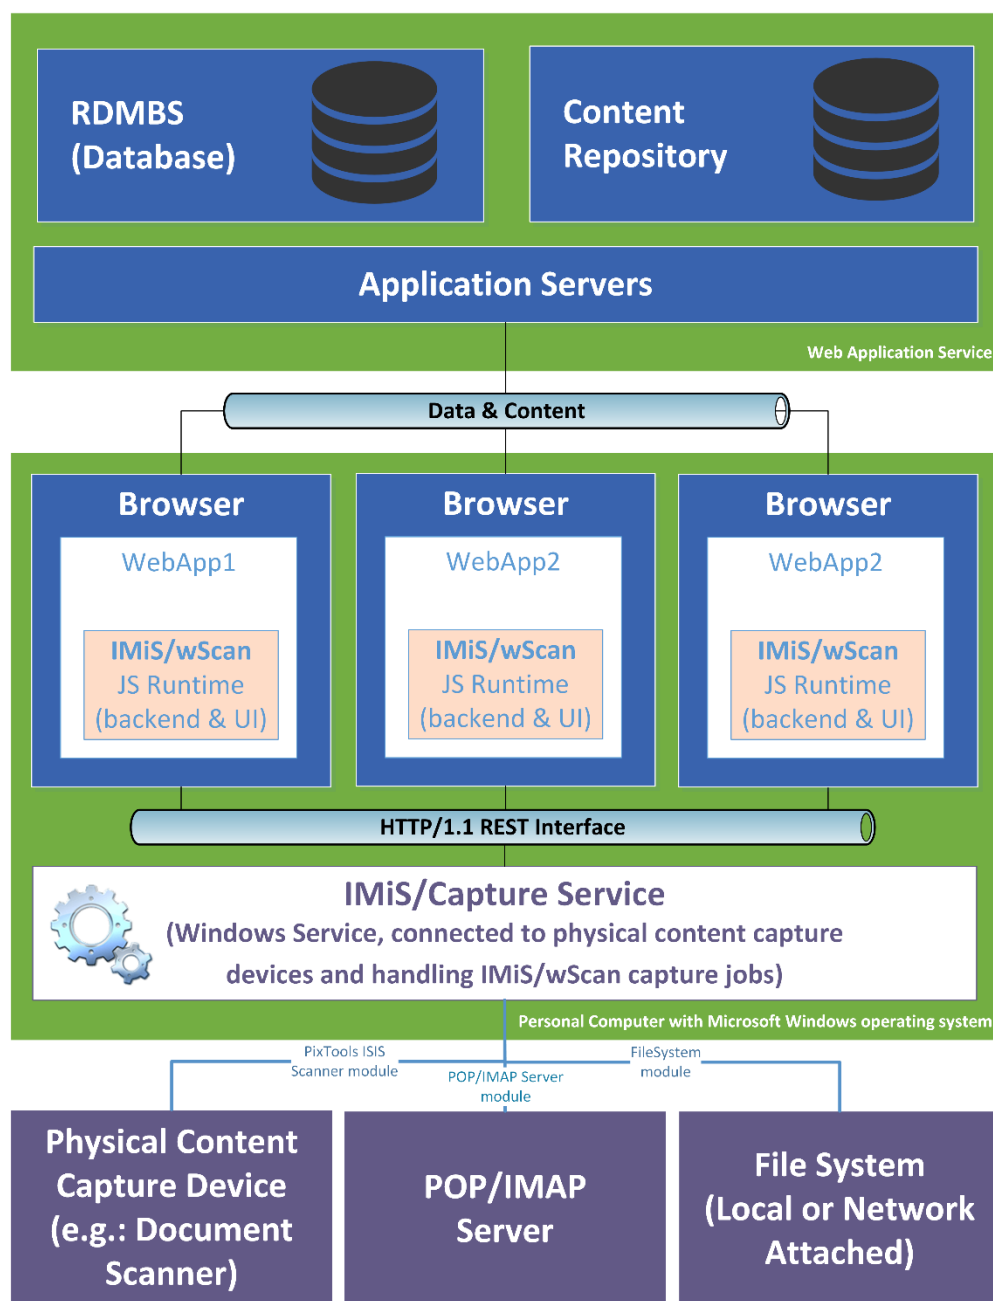 RDMBS
(Database)
Content
Repository
Application Servers
Web Application Service
Data & Content
Browser
WebApp1
IMiS/wScan
JS Runtime
(backend & UI)
Browser
WebApp2
IMiS/wScan
JS Runtime
(backend & UI)
Browser
WebApp2
IMiS/wScan
JS Runtime
(backend & UI)
HTTP/1.1 REST Interface
IMiS/Capture Service
(Windows Service, connected to physical content capture
devices and handling IMiS/wScan capture jobs)
Personal Computer with Microsoft Windows operating system
PixTools ISIS
Scanner module
POP/IMAP Server
module
FileSystem
module
Physical Content
Capture Device
(e.g.: Document
Scanner)
POP/IMAP
Server
File System
(Local or Network
Attached)